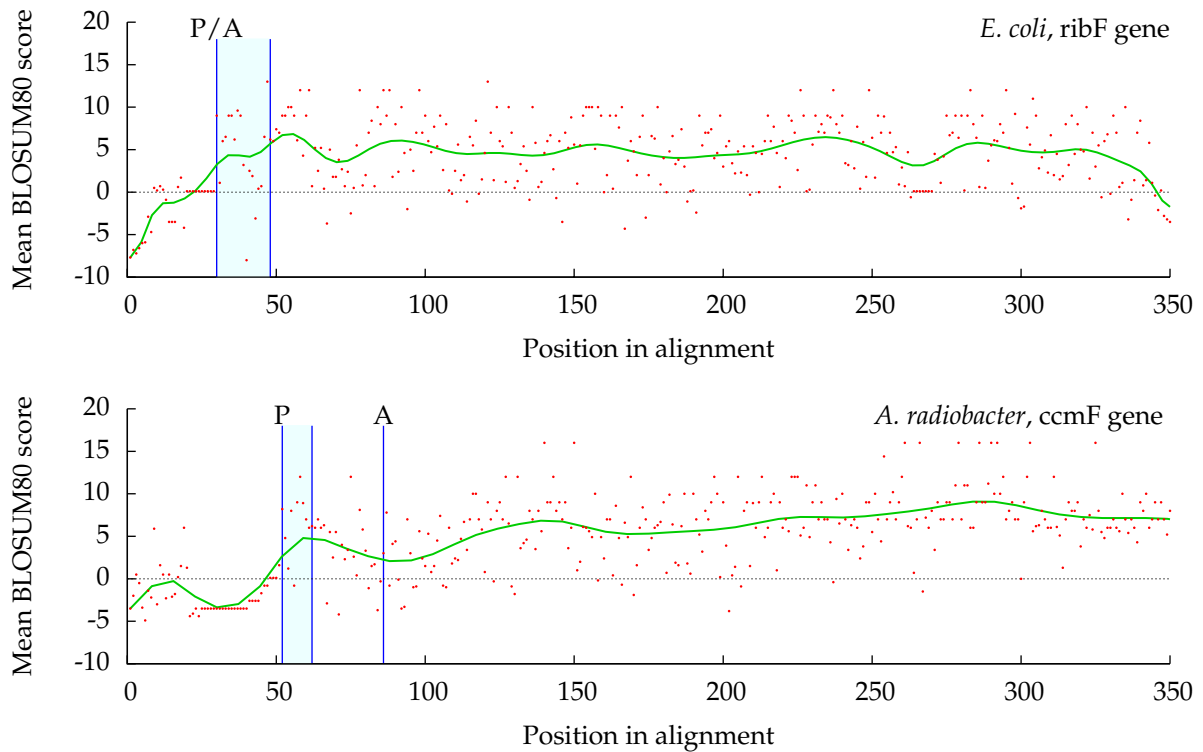 P/A
E. coli, ribF gene
Mean BLOSUM80 score
20
15
10
5
0
-5
-10
0 50 100 150 200 250 300 350
Position in alignment
P A
A. radiobacter, ccmF gene
Mean BLOSUM80 score
20
15
10
5
0
-5
-10
0 50 100 150 200 250 300 350
Position in alignment